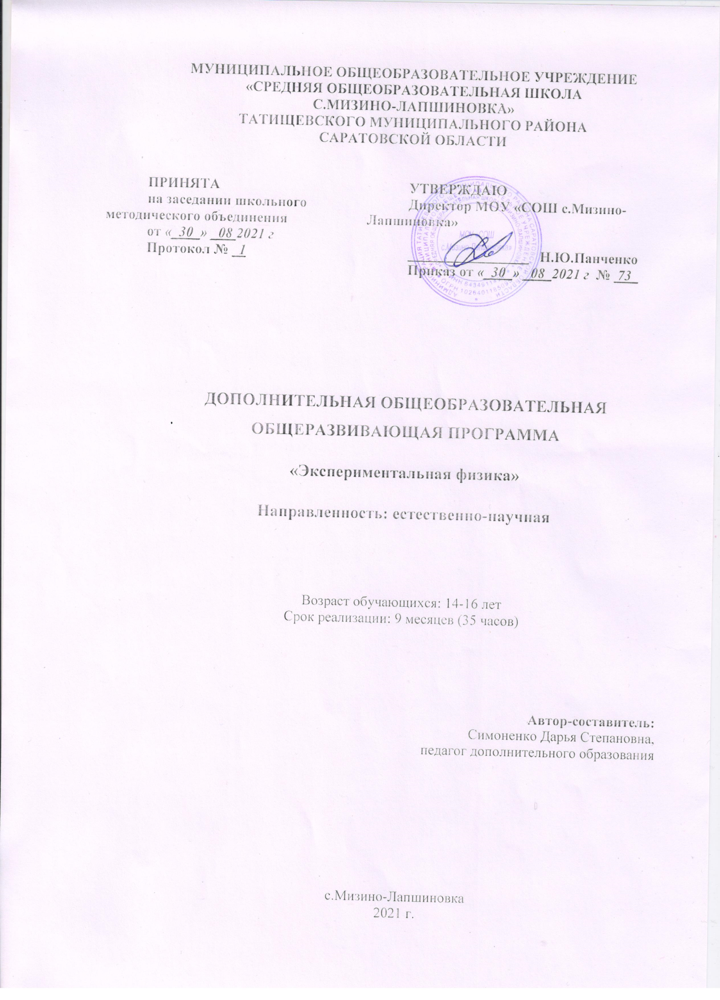 МУНИЦИПАЛЬНОЕ ОБЩЕОБРАЗОВАТЕЛЬНОЕ УЧРЕЖДЕНИЕ
«СРЕДНЯЯ ОБЩЕОБРАЗОВАТЕЛЬНАЯ ШКОЛА
С.МИЗИНО-ЛАПШИНОВКА»
ТАТИЩЕВСКОГО МУНИЦИПАЛЬНОГО РАЙОНА
САРАТОВСКОЙ ОБЛАСТИ
ПРИНЯТА
на заседании школьного
методического объединения
от «_30_» _08 2021 г
Протокол № _1
УТВЕРЖДАЮ
Директор МОУ «СОШ с.Мизино-
Лапшиновка»
Н.Ю.Панченко
Приказ от «_30_» _08_2021 г № _73_
МОУ «СОШ
с.Мизино-Лапшиновка»
ДОПОЛНИТЕЛЬНАЯ ОБЩЕОБРАЗОВАТЕЛЬНАЯ
ОБЩЕРАЗВИВАЮЩАЯ ПРОГРАММА
«Экспериментальная физика»
Направленность: естественно-научная
Возраст обучающихся: 14-16 лет
Срок реализации: 9 месяцев (35 часов)
Автор-составитель:
Симоненко Дарья Степановна,
педагог дополнительного образования
с.Мизино-Лапшиновка
2021 г.